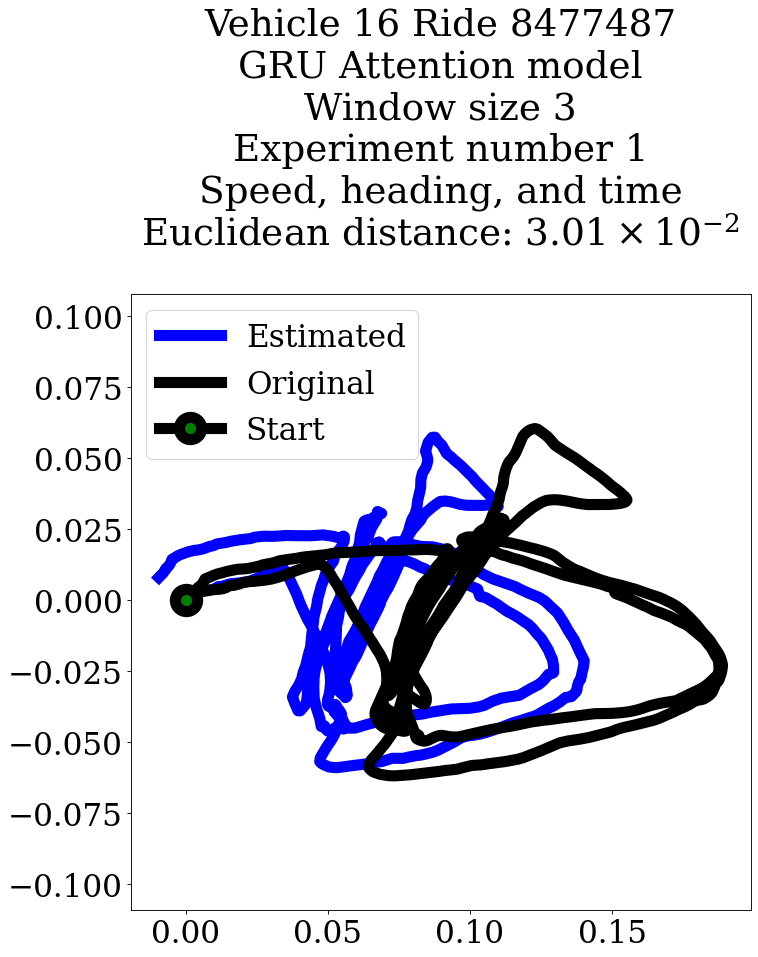 Vehicle 16 Ride 8477487
GRU Attention model
Window size 3
Experiment number 1
Speed, heading, and time
Euclidean distance: 3.01 × 10⁻²
Estimated
Original
Start
0.100
0.075
0.050
0.025
0.000
−0.025
−0.050
−0.075
−0.100
0.00 0.05 0.10 0.15